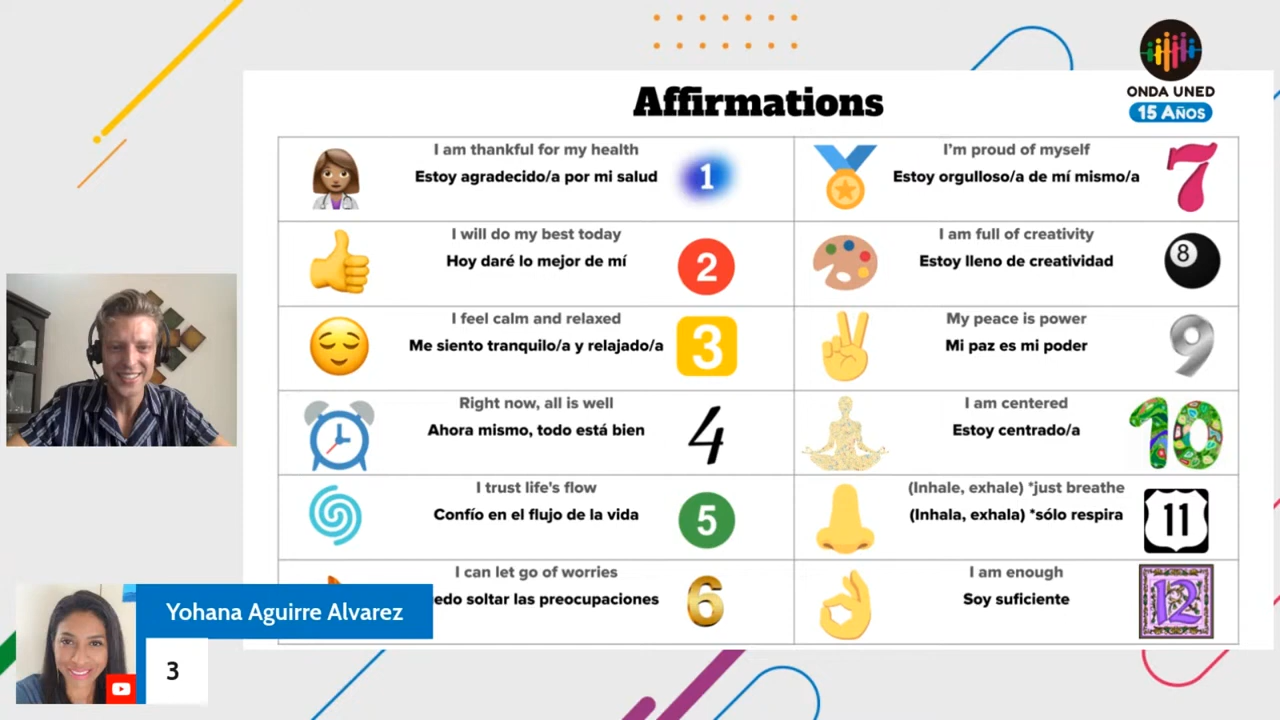 ONDA UNED
15 AÑOS
Affirmations
I am thankful for my health
Estoy agradecido/a por mi salud
1
I'm proud of myself
Estoy orgulloso/a de mí mismo/a
7
I will do my best today
Hoy daré lo mejor de mí
2
I am full of creativity
Estoy lleno de creatividad
8
I feel calm and relaxed
Me siento tranquilo/a y relajado/a
3
My peace is power
Mi paz es mi poder
9
Right now, all is well
Ahora mismo, todo está bien
4
I am centered
Estoy centrado/a
10
I trust life's flow
Confío en el flujo de la vida
5
(Inhale, exhale) *just breathe
(Inhala, exhala) *sólo respira
11
I can let go of worries
edo soltar las preocupaciones
6
I am enough
Soy suficiente
12
Yohana Aguirre Alvarez
3